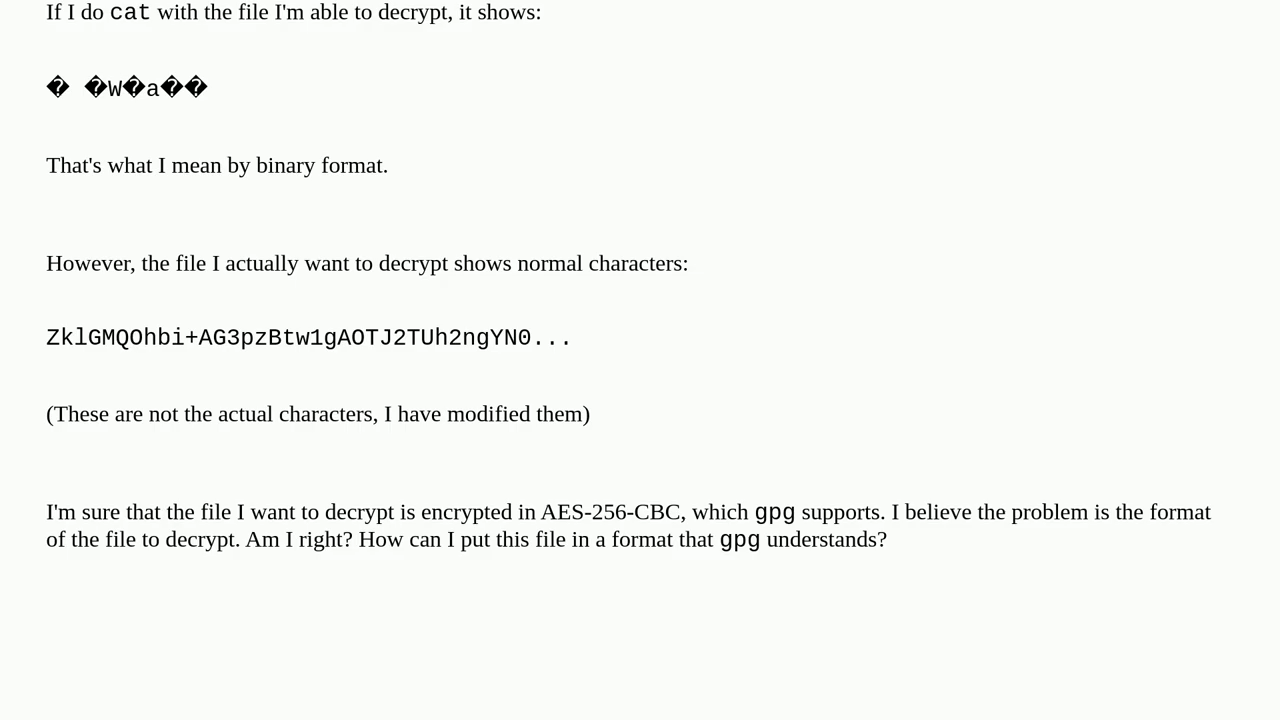 If I do cat with the file I'm able to decrypt, it shows:
� �W�a��
That's what I mean by binary format.
However, the file I actually want to decrypt shows normal characters:
ZklGMQOhbi+AG3pzBtw1gAOTJ2TUh2ngYN0...
(These are not the actual characters, I have modified them)
I'm sure that the file I want to decrypt is encrypted in AES-256-CBC, which gpg supports. I believe the problem is the format
of the file to decrypt. Am I right? How can I put this file in a format that gpg understands?